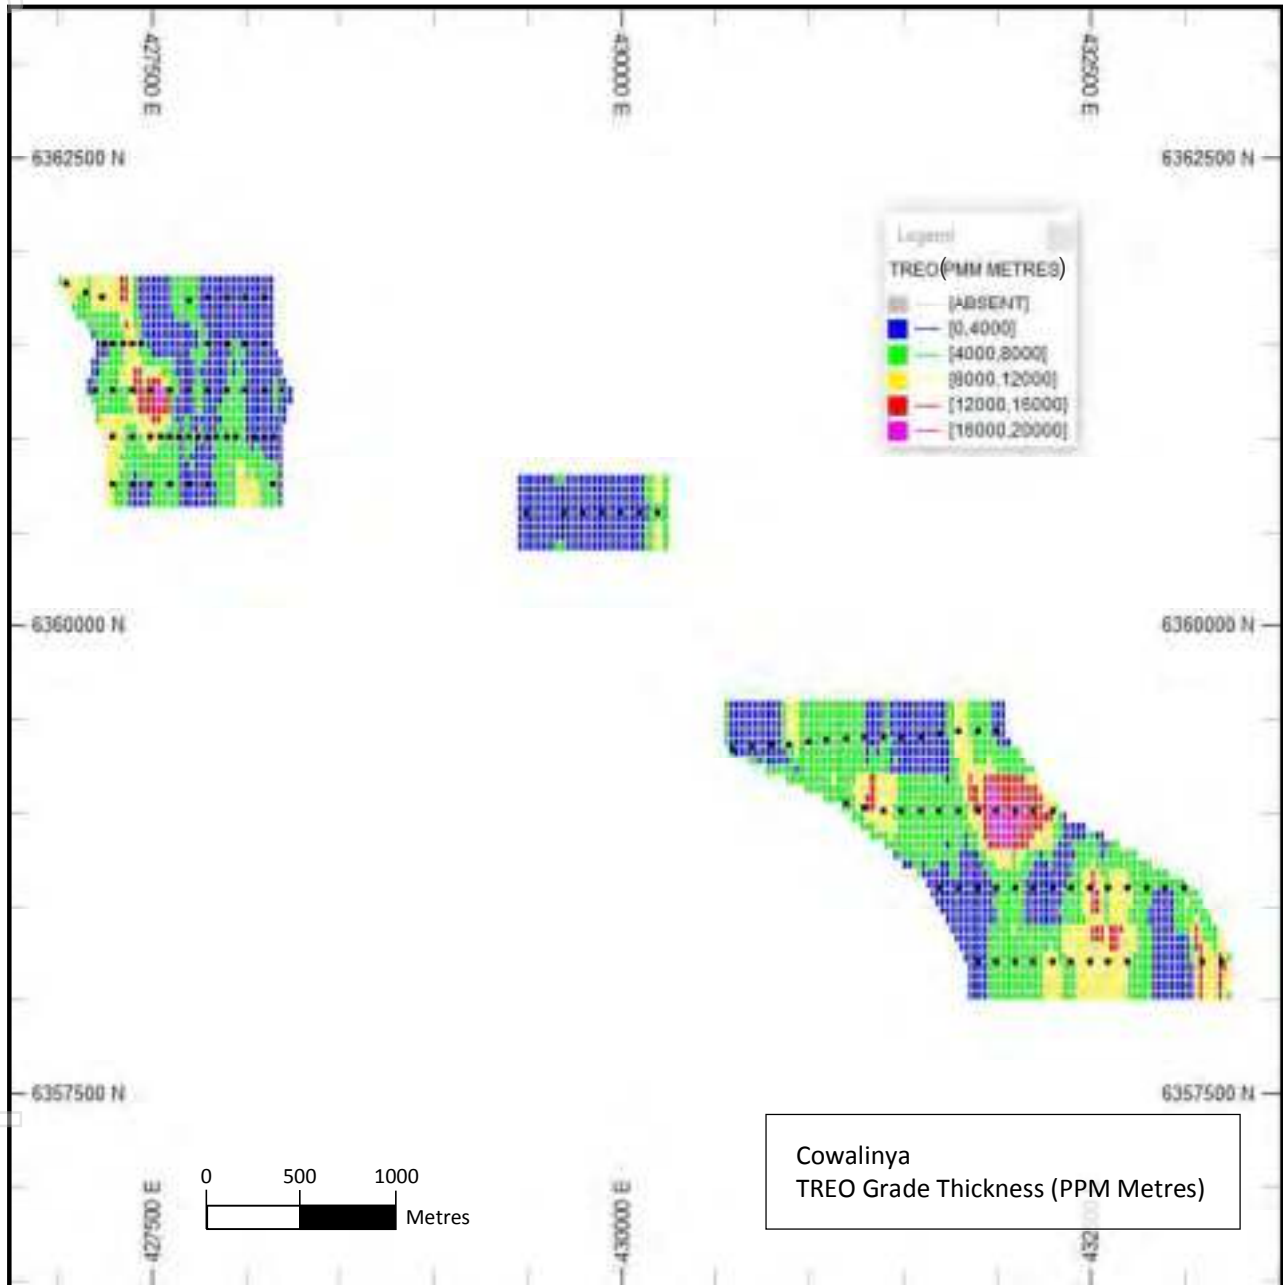 427500 E
430000 E
432500 E
6362500 N
6362500 N
Legend
TREO(PMM METRES)
[ABSENT]
[0,4000]
[4000,8000]
[8000,12000]
[12000,16000]
[16000,20000]
6360000 N
6360000 N
6357500 N
6357500 N
Cowalinya
TREO Grade Thickness (PPM Metres)
0 500 1000
Metres
427500 E
430000 E